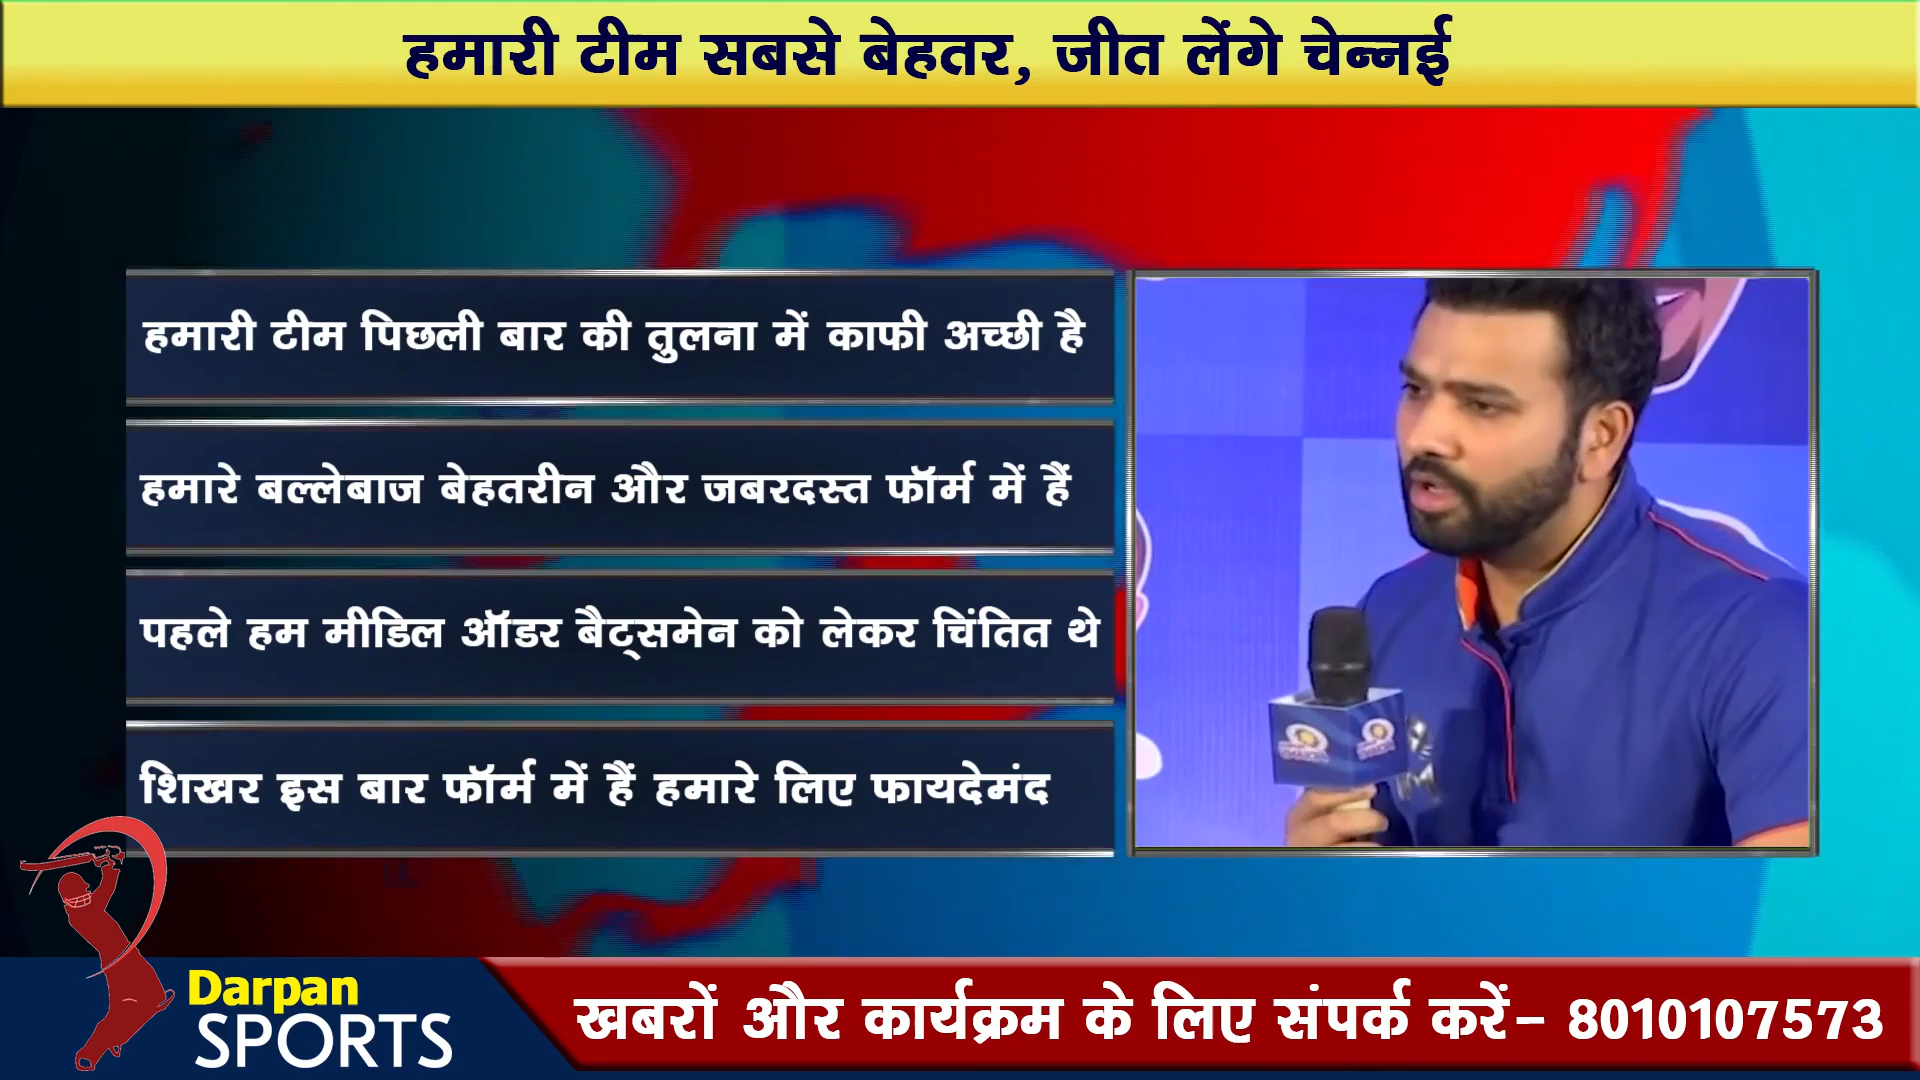 हमारी टीम सबसे बेहतर, जीत लेंगे चेन्नई
हमारी टीम पिछली बार की तुलना में काफी अच्छी है
हमारे बल्लेबाज बेहतरीन और जबरदस्त फॉर्म में हैं
पहले हम मीडिल ऑडर बैट्समेन को लेकर चिंतित थे
शिखर इस बार फॉर्म में हैं हमारे लिए फायदेमंद
Darpan
SPORTS
खबरों और कार्यक्रम के लिए संपर्क करें- 8010107573